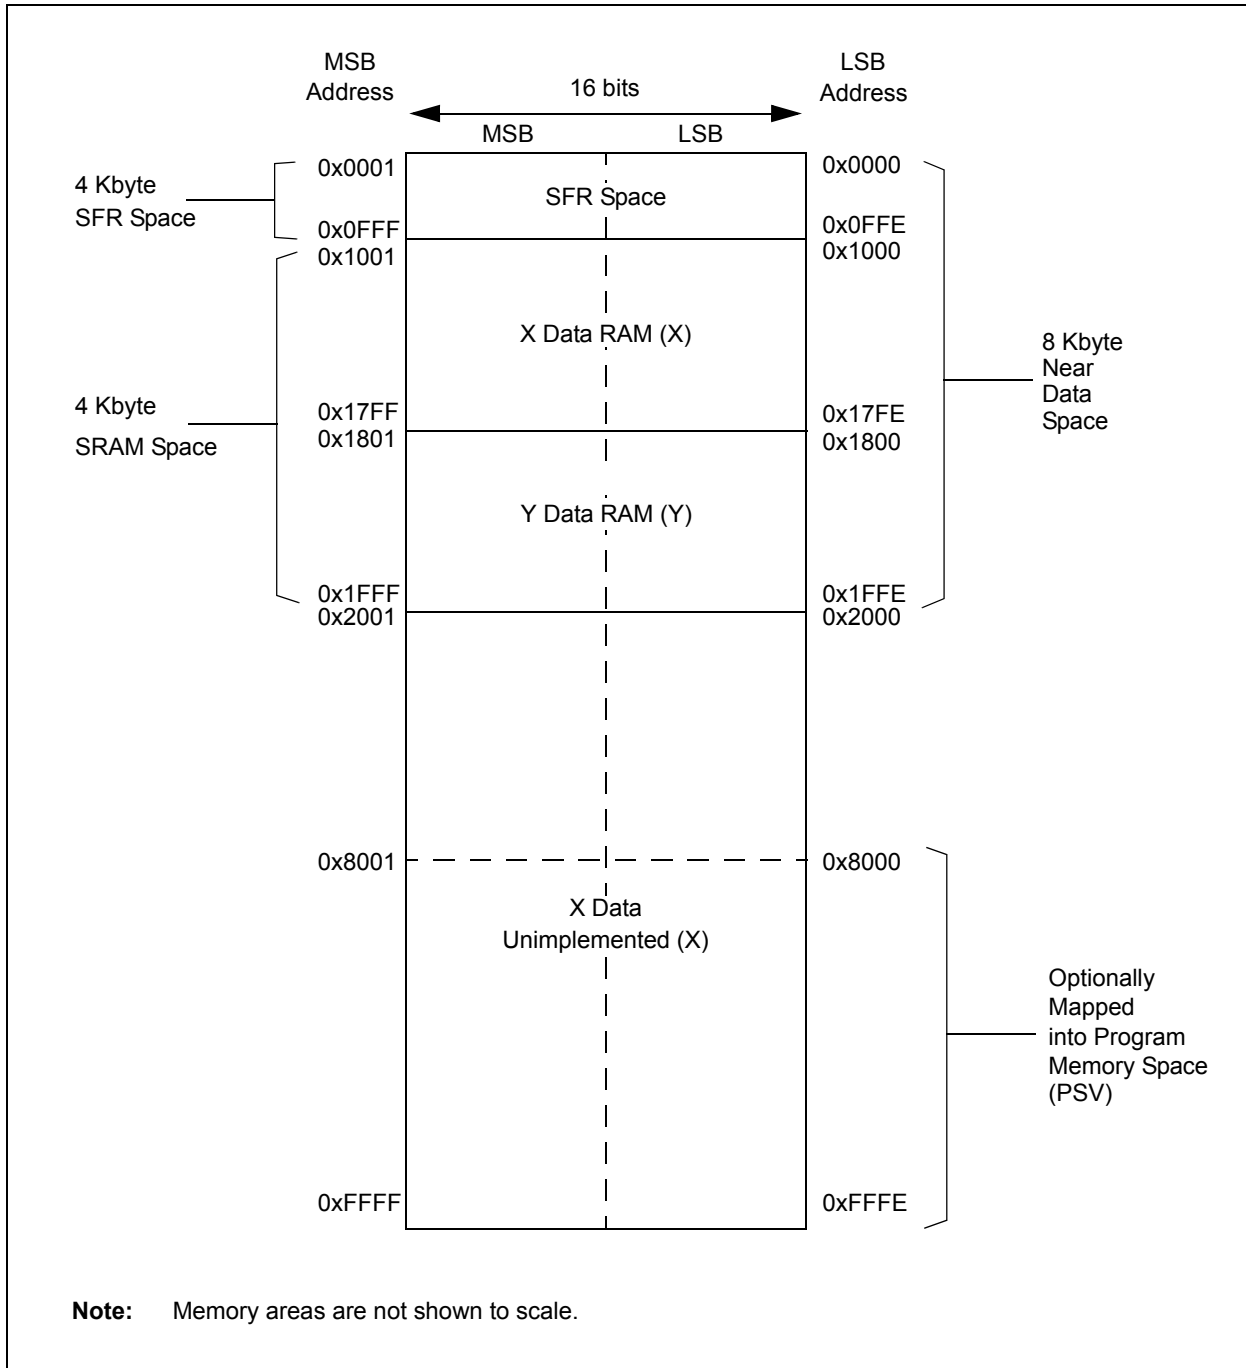 MSB
Address
16 bits
LSB
Address
MSB
LSB
0x0001
0x0000
4 Kbyte
SFR Space
SFR Space
0x0FFF
0x0FFE
0x1001
0x1000
X Data RAM (X)
8 Kbyte
Near
Data
Space
4 Kbyte
SRAM Space
0x17FF
0x17FE
0x1801
0x1800
Y Data RAM (Y)
0x1FFF
0x1FFE
0x2001
0x2000
0x8001
0x8000
X Data
Unimplemented (X)
Optionally
Mapped
into Program
Memory Space
(PSV)
0xFFFF
0xFFFE
Note: Memory areas are not shown to scale.